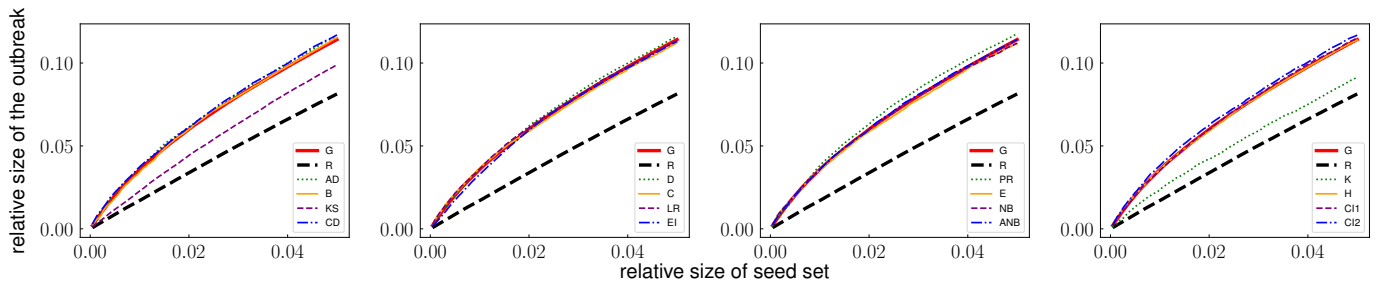 relative size of the outbreak
0.10
0.05
0.00
0.00
0.02
0.04
G
R
AD
B
KS
CD
0.10
0.05
0.00
0.00
0.02
0.04
G
R
D
C
LR
EI
0.10
0.05
0.00
0.00
0.02
0.04
G
R
PR
E
NB
ANB
0.10
0.05
0.00
0.00
0.02
0.04
G
R
K
H
CI1
CI2
relative size of seed set